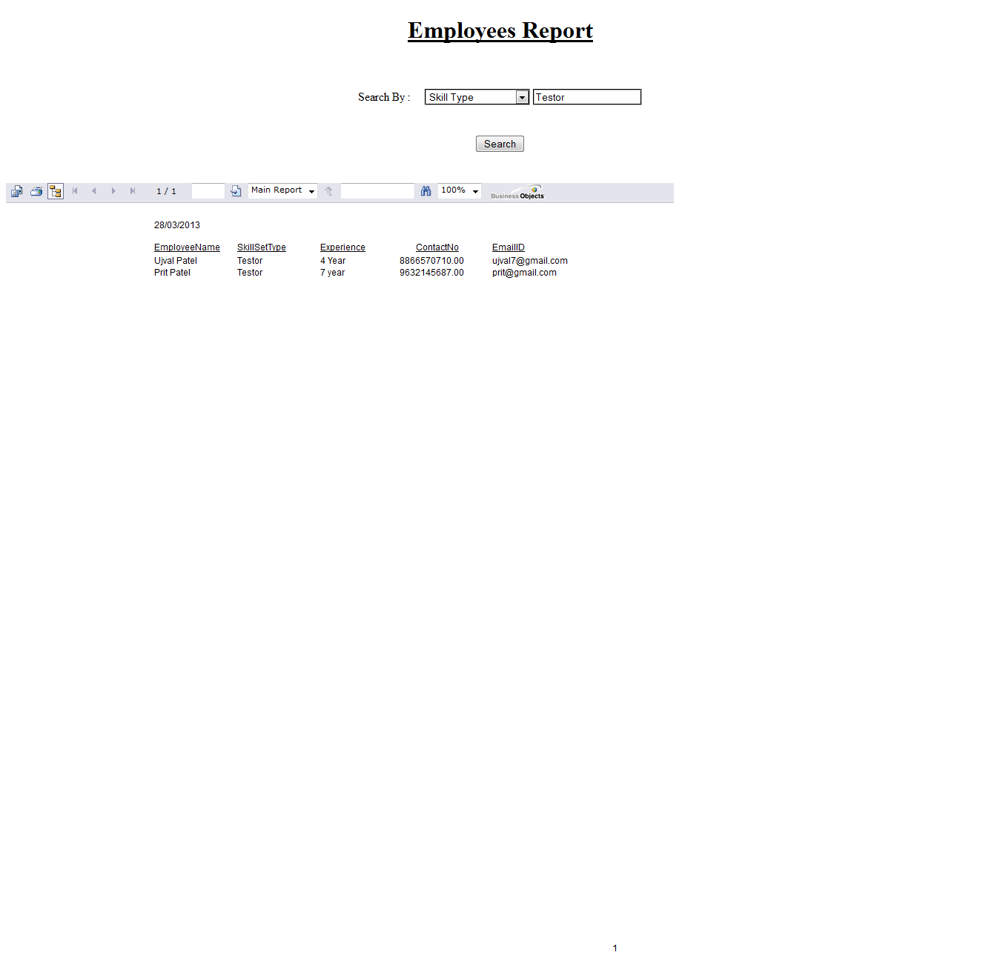 Employees Report
Search By : Skill Type Testor
Search
1 / 1 Main Report 100% Business Objects
28/03/2013
EmployeeName SkillSetType Experience ContactNo EmailID
Ujval Patel Testor 4 Year 8866570710.00 ujval7@gmail.com
Prit Patel Testor 7 year 9632145687.00 prit@gmail.com
1